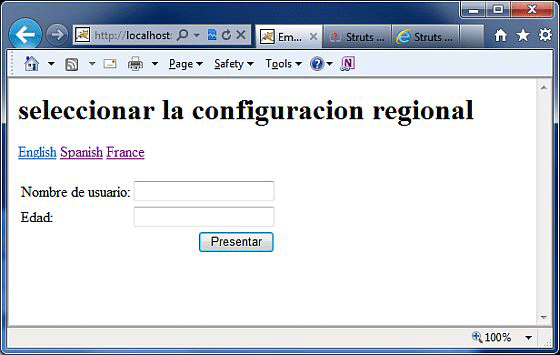 http://localhost:
Em...
Struts ...
Struts ...
Page Safety Tools
seleccionar la configuracion regional
English Spanish France
Nombre de usuario:
Edad:
Presentar
100%